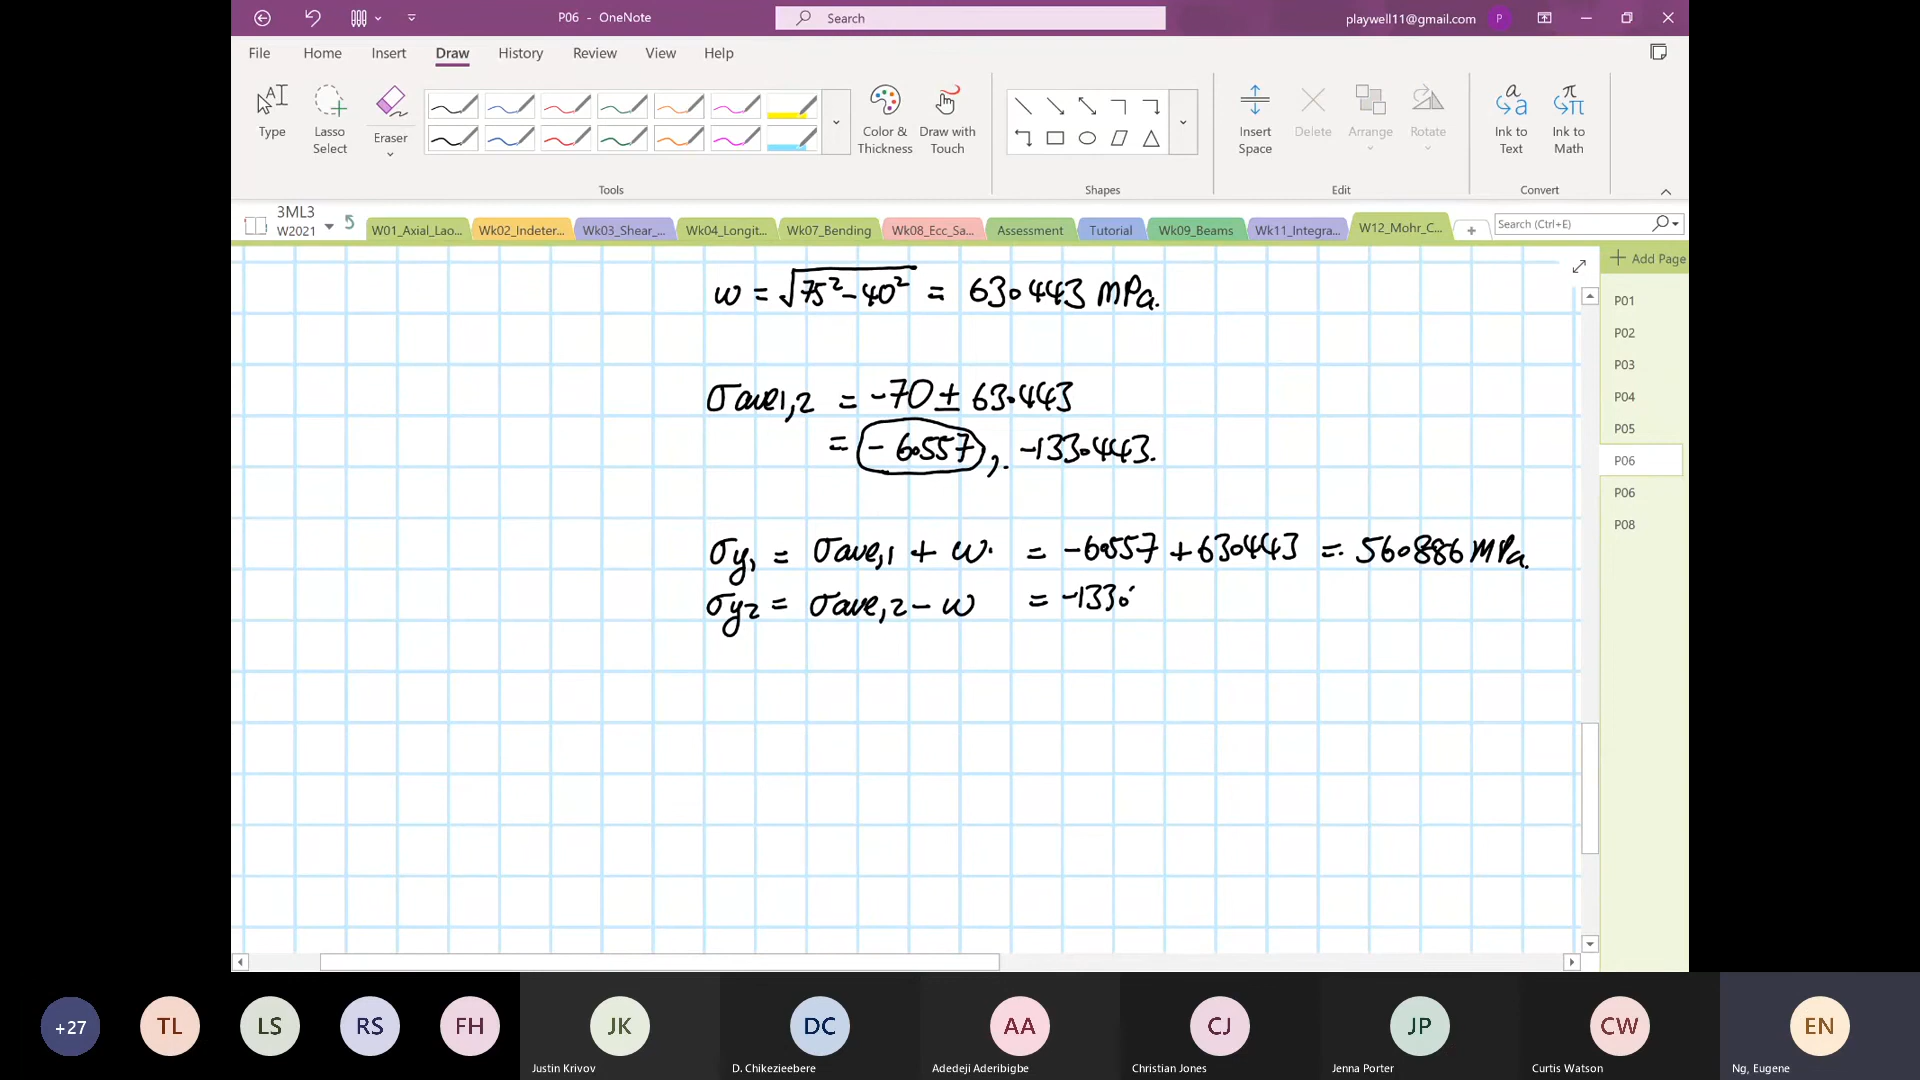 P06 - OneNote
Search
playwell11@gmail.com
P
File Home Insert Draw History Review View Help
Type
Lasso Select
Eraser
Color & Thickness
Draw with Touch
Insert Space
Delete
Arrange
Rotate
Ink to Text
Ink to Math
Tools
Shapes
Edit
Convert
3ML3
W2021
W01_Axial_Lao...
Wk02_Indeter...
Wk03_Shear_...
Wk04_Longit...
Wk07_Bending
Wk08_Ecc_Sa...
Assessment
Tutorial
Wk09_Beams
Wk11_Integra...
W12_Mohr_C...
Search (Ctrl+E)
Add Page
P01
P02
P03
P04
P05
P06
P06
P08
w = √75² - 40² = 63.443 MPa.
σave1,2 = -70 ± 63.443
= -6.557, -133.443.
σy1 = σave,1 + w. = -6.557 + 63.443 = 56.886 MPa.
σy2 = σave,2 - w = -133.
+27
TL
LS
RS
FH
JK
DC
AA
CJ
JP
CW
EN
Justin Krivov
D. Chikezieebere
Adedeji Aderibigbe
Christian Jones
Jenna Porter
Curtis Watson
Ng, Eugene